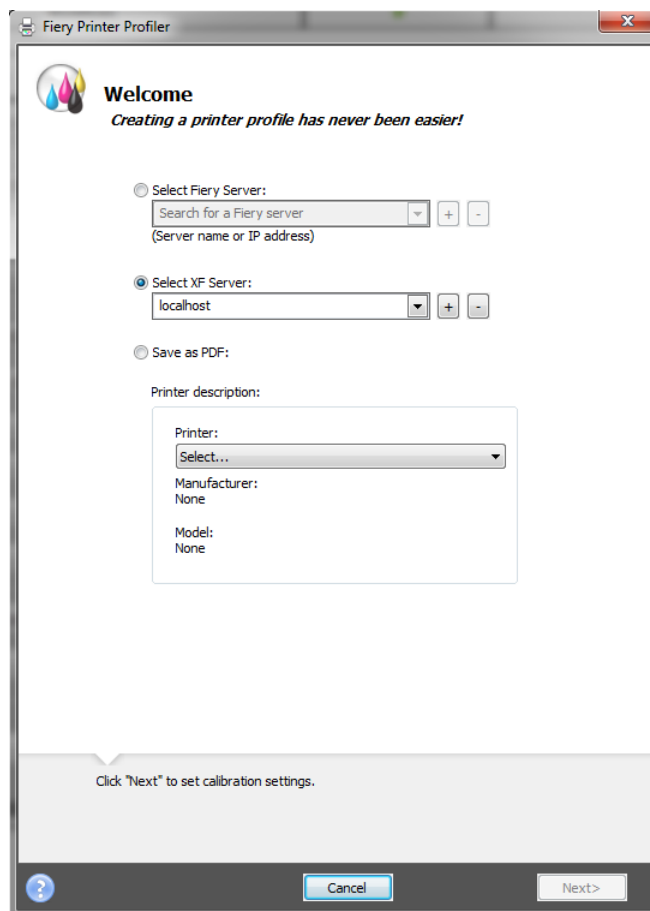 Fiery Printer Profiler
Welcome
Creating a printer profile has never been easier!
Select Fiery Server:
Search for a Fiery server
+ -
(Server name or IP address)
Select XF Server:
localhost
+ -
Save as PDF:
Printer description:
Printer:
Select...
Manufacturer:
None
Model:
None
Click "Next" to set calibration settings.
? Cancel Next>